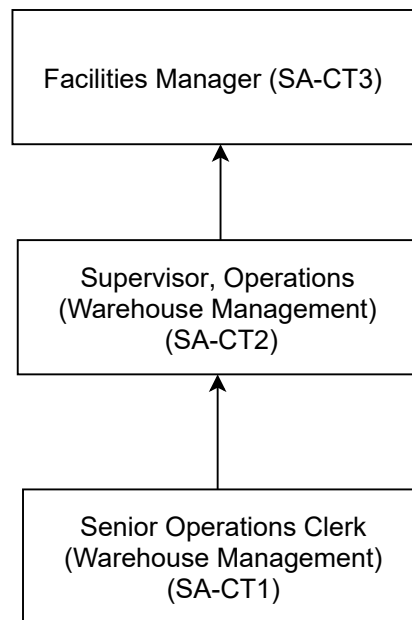 Facilities Manager (SA-CT3)
Supervisor, Operations
(Warehouse Management)
(SA-CT2)
Senior Operations Clerk
(Warehouse Management)
(SA-CT1)